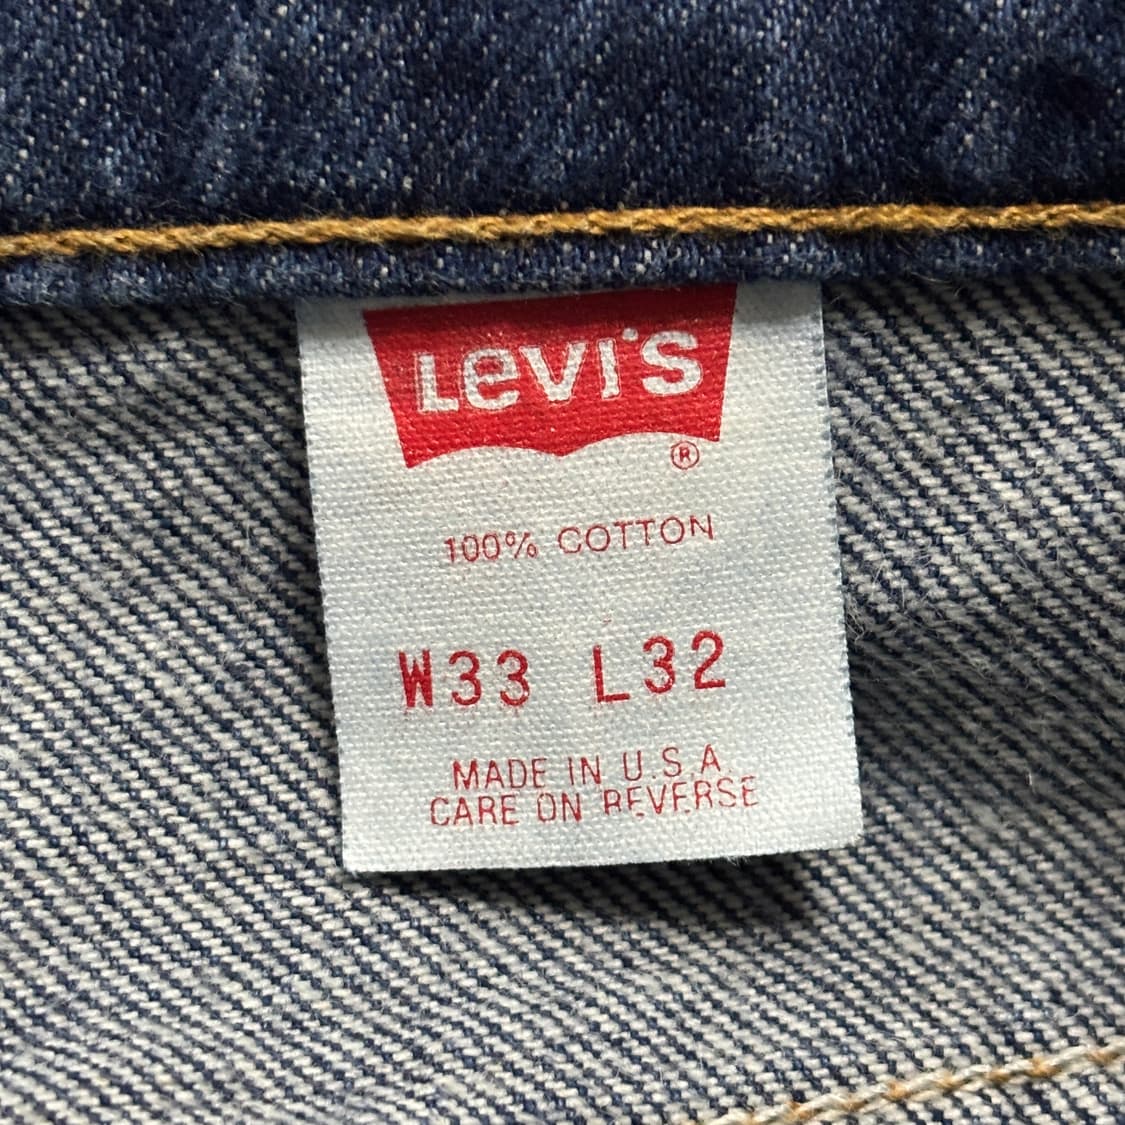 Levi's
®
100% COTTON
W33 L32
MADE IN U.S.A.
CARE ON REVERSE